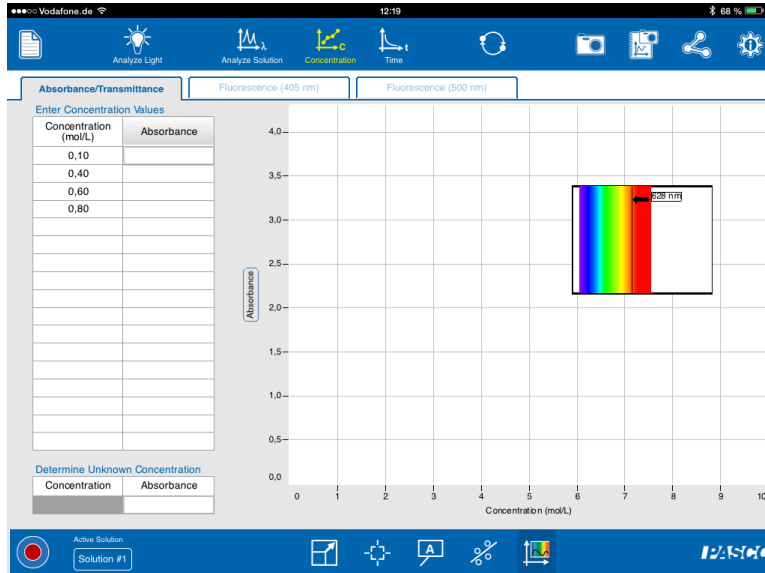 Vodafone.de
12:19
68 %
Analyze Light
Analyze Solution
Concentration
Time
Absorbance/Transmittance
Fluorescence (405 nm)
Fluorescence (500 nm)
Enter Concentration Values
Concentration
(mol/L)
Absorbance
0,10
0,40
0,60
0,80
Determine Unknown Concentration
Concentration
Absorbance
Absorbance
4,0
3,5
3,0
2,5
2,0
1,5
1,0
0,5
0,0
628 nm
0 1 2 3 4 5 6 7 8 9 10
Concentration (mol/L)
Active Solution
Solution #1
A
PASCO